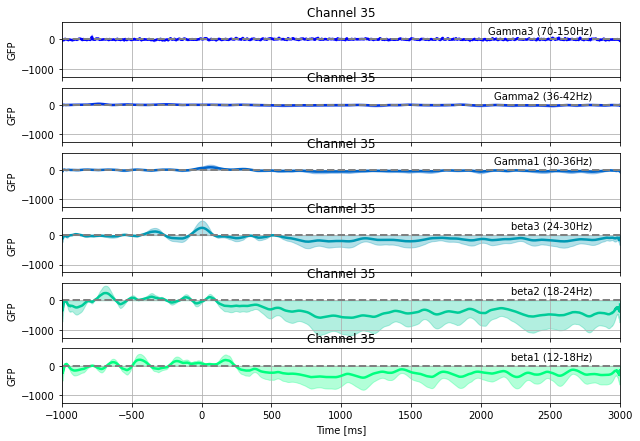 Channel 35
Gamma3 (70-150Hz)
GFP
0
−1000
Channel 35
Gamma2 (36-42Hz)
GFP
0
−1000
Channel 35
Gamma1 (30-36Hz)
GFP
0
−1000
Channel 35
beta3 (24-30Hz)
GFP
0
−1000
Channel 35
beta2 (18-24Hz)
GFP
0
−1000
Channel 35
beta1 (12-18Hz)
GFP
0
−1000
−1000 −500 0 500 1000 1500 2000 2500 3000
Time [ms]